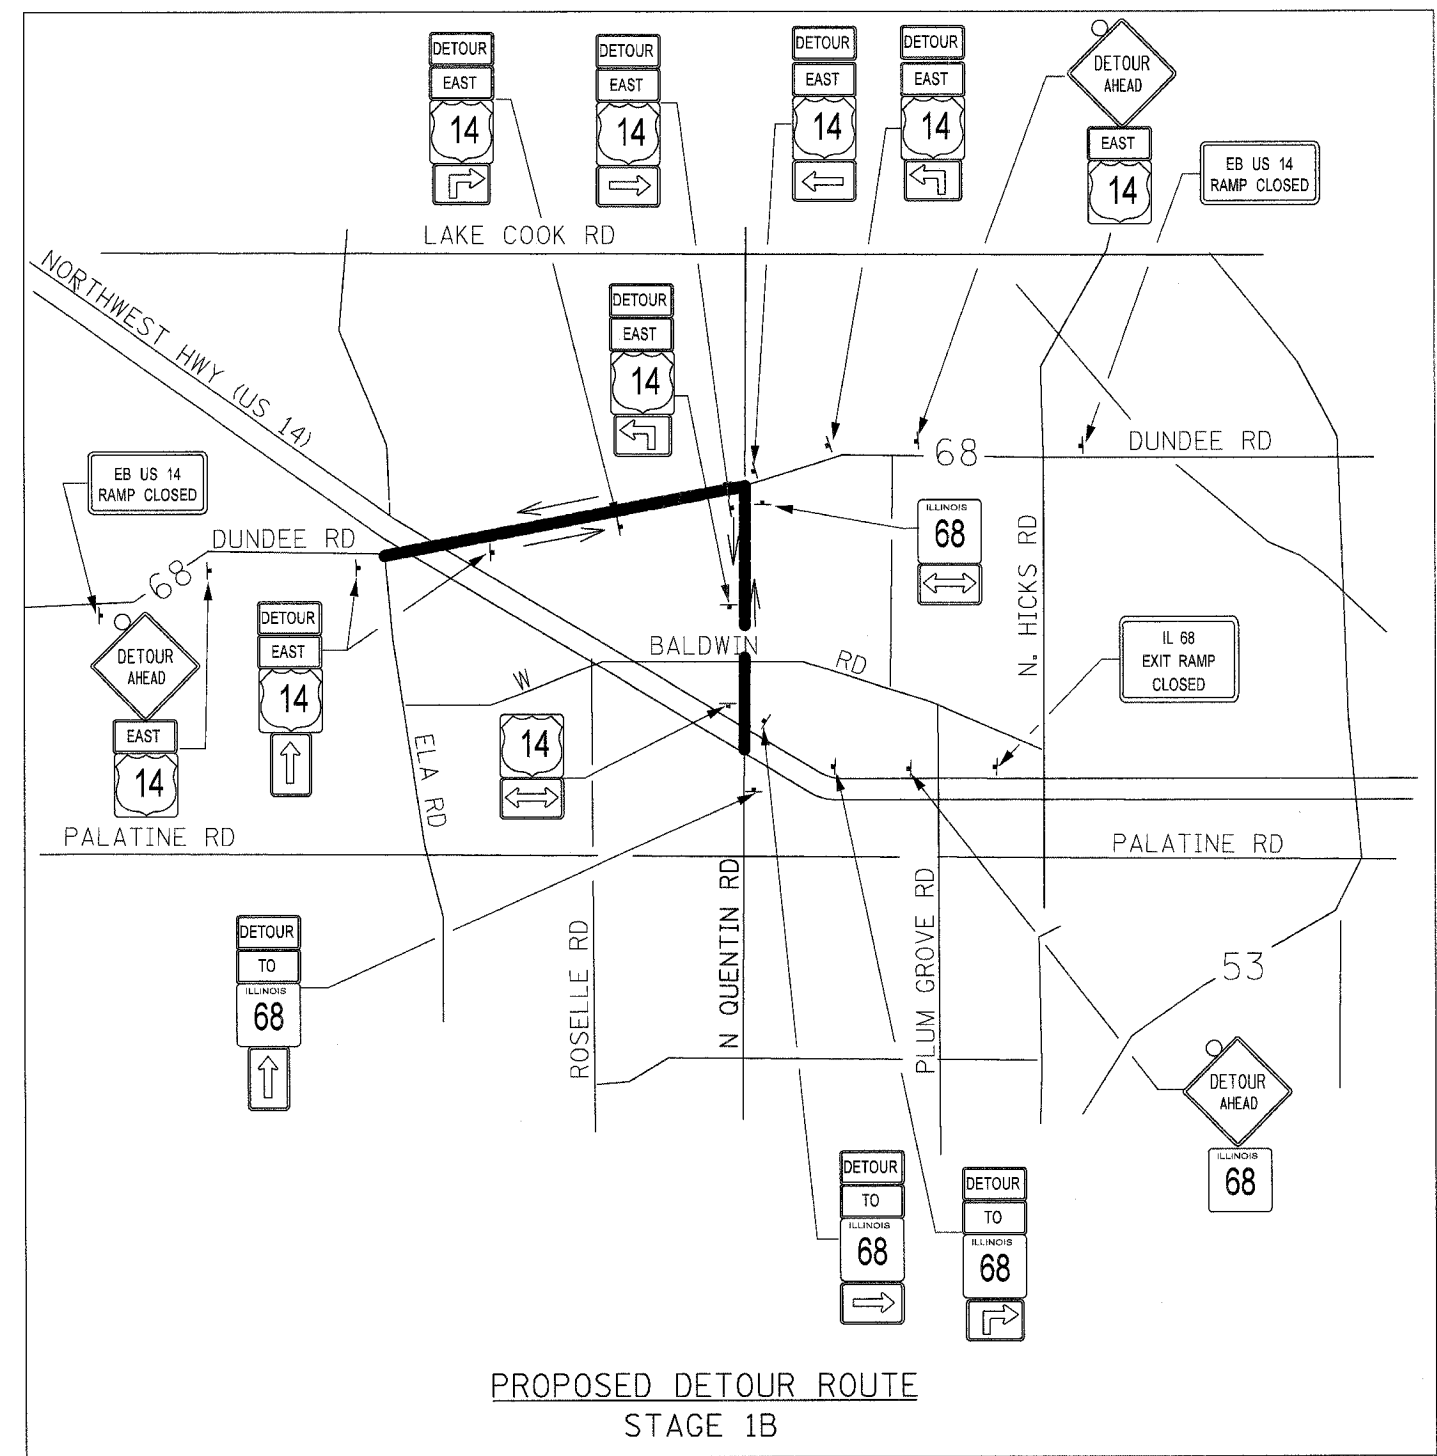 DETOUR
EAST
14
DETOUR
EAST
14
DETOUR
EAST
14
DETOUR
EAST
14
DETOUR
AHEAD
EAST
14
EB US 14
RAMP CLOSED
LAKE COOK RD
NORTHWEST HWY (US 14)
DETOUR
EAST
14
DUNDEE RD
68
EB US 14
RAMP CLOSED
DUNDEE RD
68
ILLINOIS
68
N. HICKS RD
DETOUR
AHEAD
EAST
14
DETOUR
EAST
14
BALDWIN
RD
W
IL 68
EXIT RAMP
CLOSED
14
ELA RD
PALATINE RD
PALATINE RD
DETOUR
TO
ILLINOIS
68
ROSELLE RD
N QUENTIN RD
PLUM GROVE RD
53
DETOUR
AHEAD
ILLINOIS
68
DETOUR
TO
ILLINOIS
68
DETOUR
TO
ILLINOIS
68
PROPOSED DETOUR ROUTE
STAGE 1B